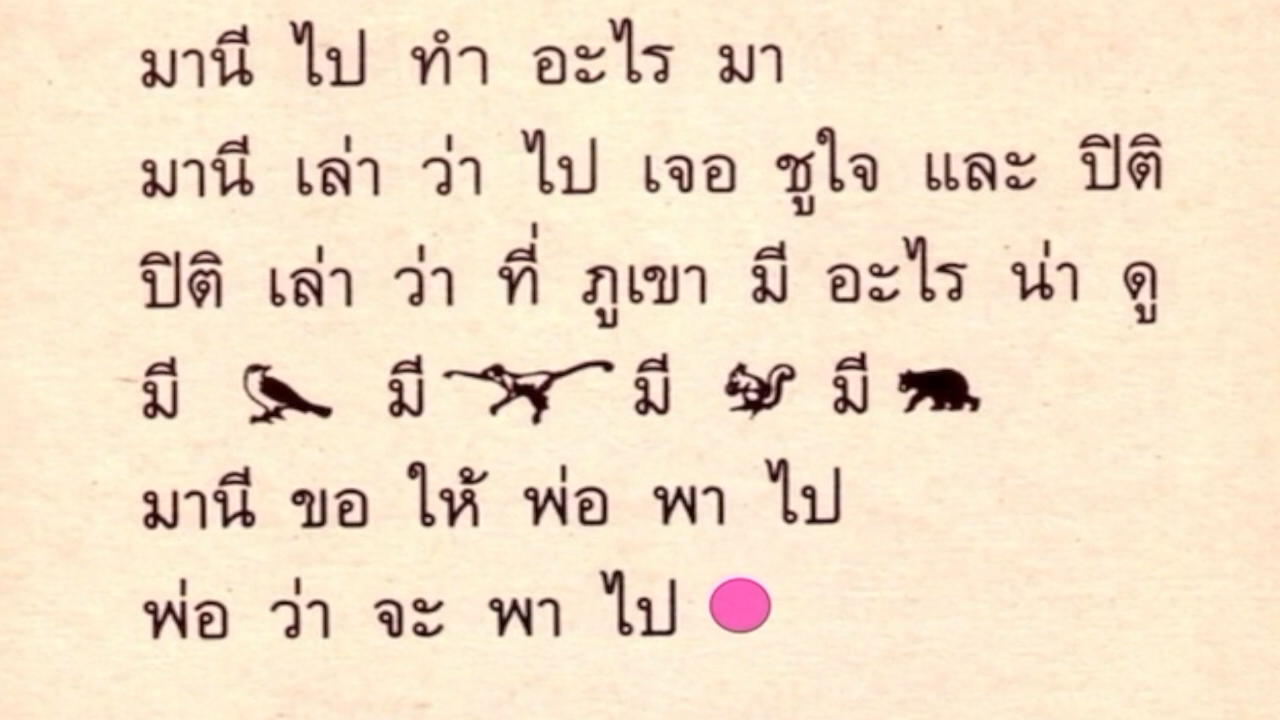 มานี ไป ทำ อะไร มา
มานี เล่า ว่า ไป เจอ ชูใจ และ ปิติ
ปิติ เล่า ว่า ที่ ภูเขา มี อะไร น่า ดู
มี มี มี มี
มานี ขอ ให้ พ่อ พา ไป
พ่อ ว่า จะ พา ไป